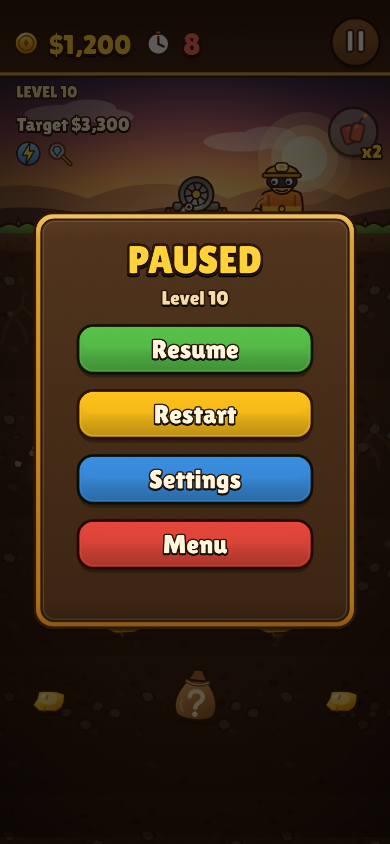 $1,200 8
LEVEL 10
Target $3,300
x2
PAUSED
Level 10
Resume
Restart
Settings
Menu
?